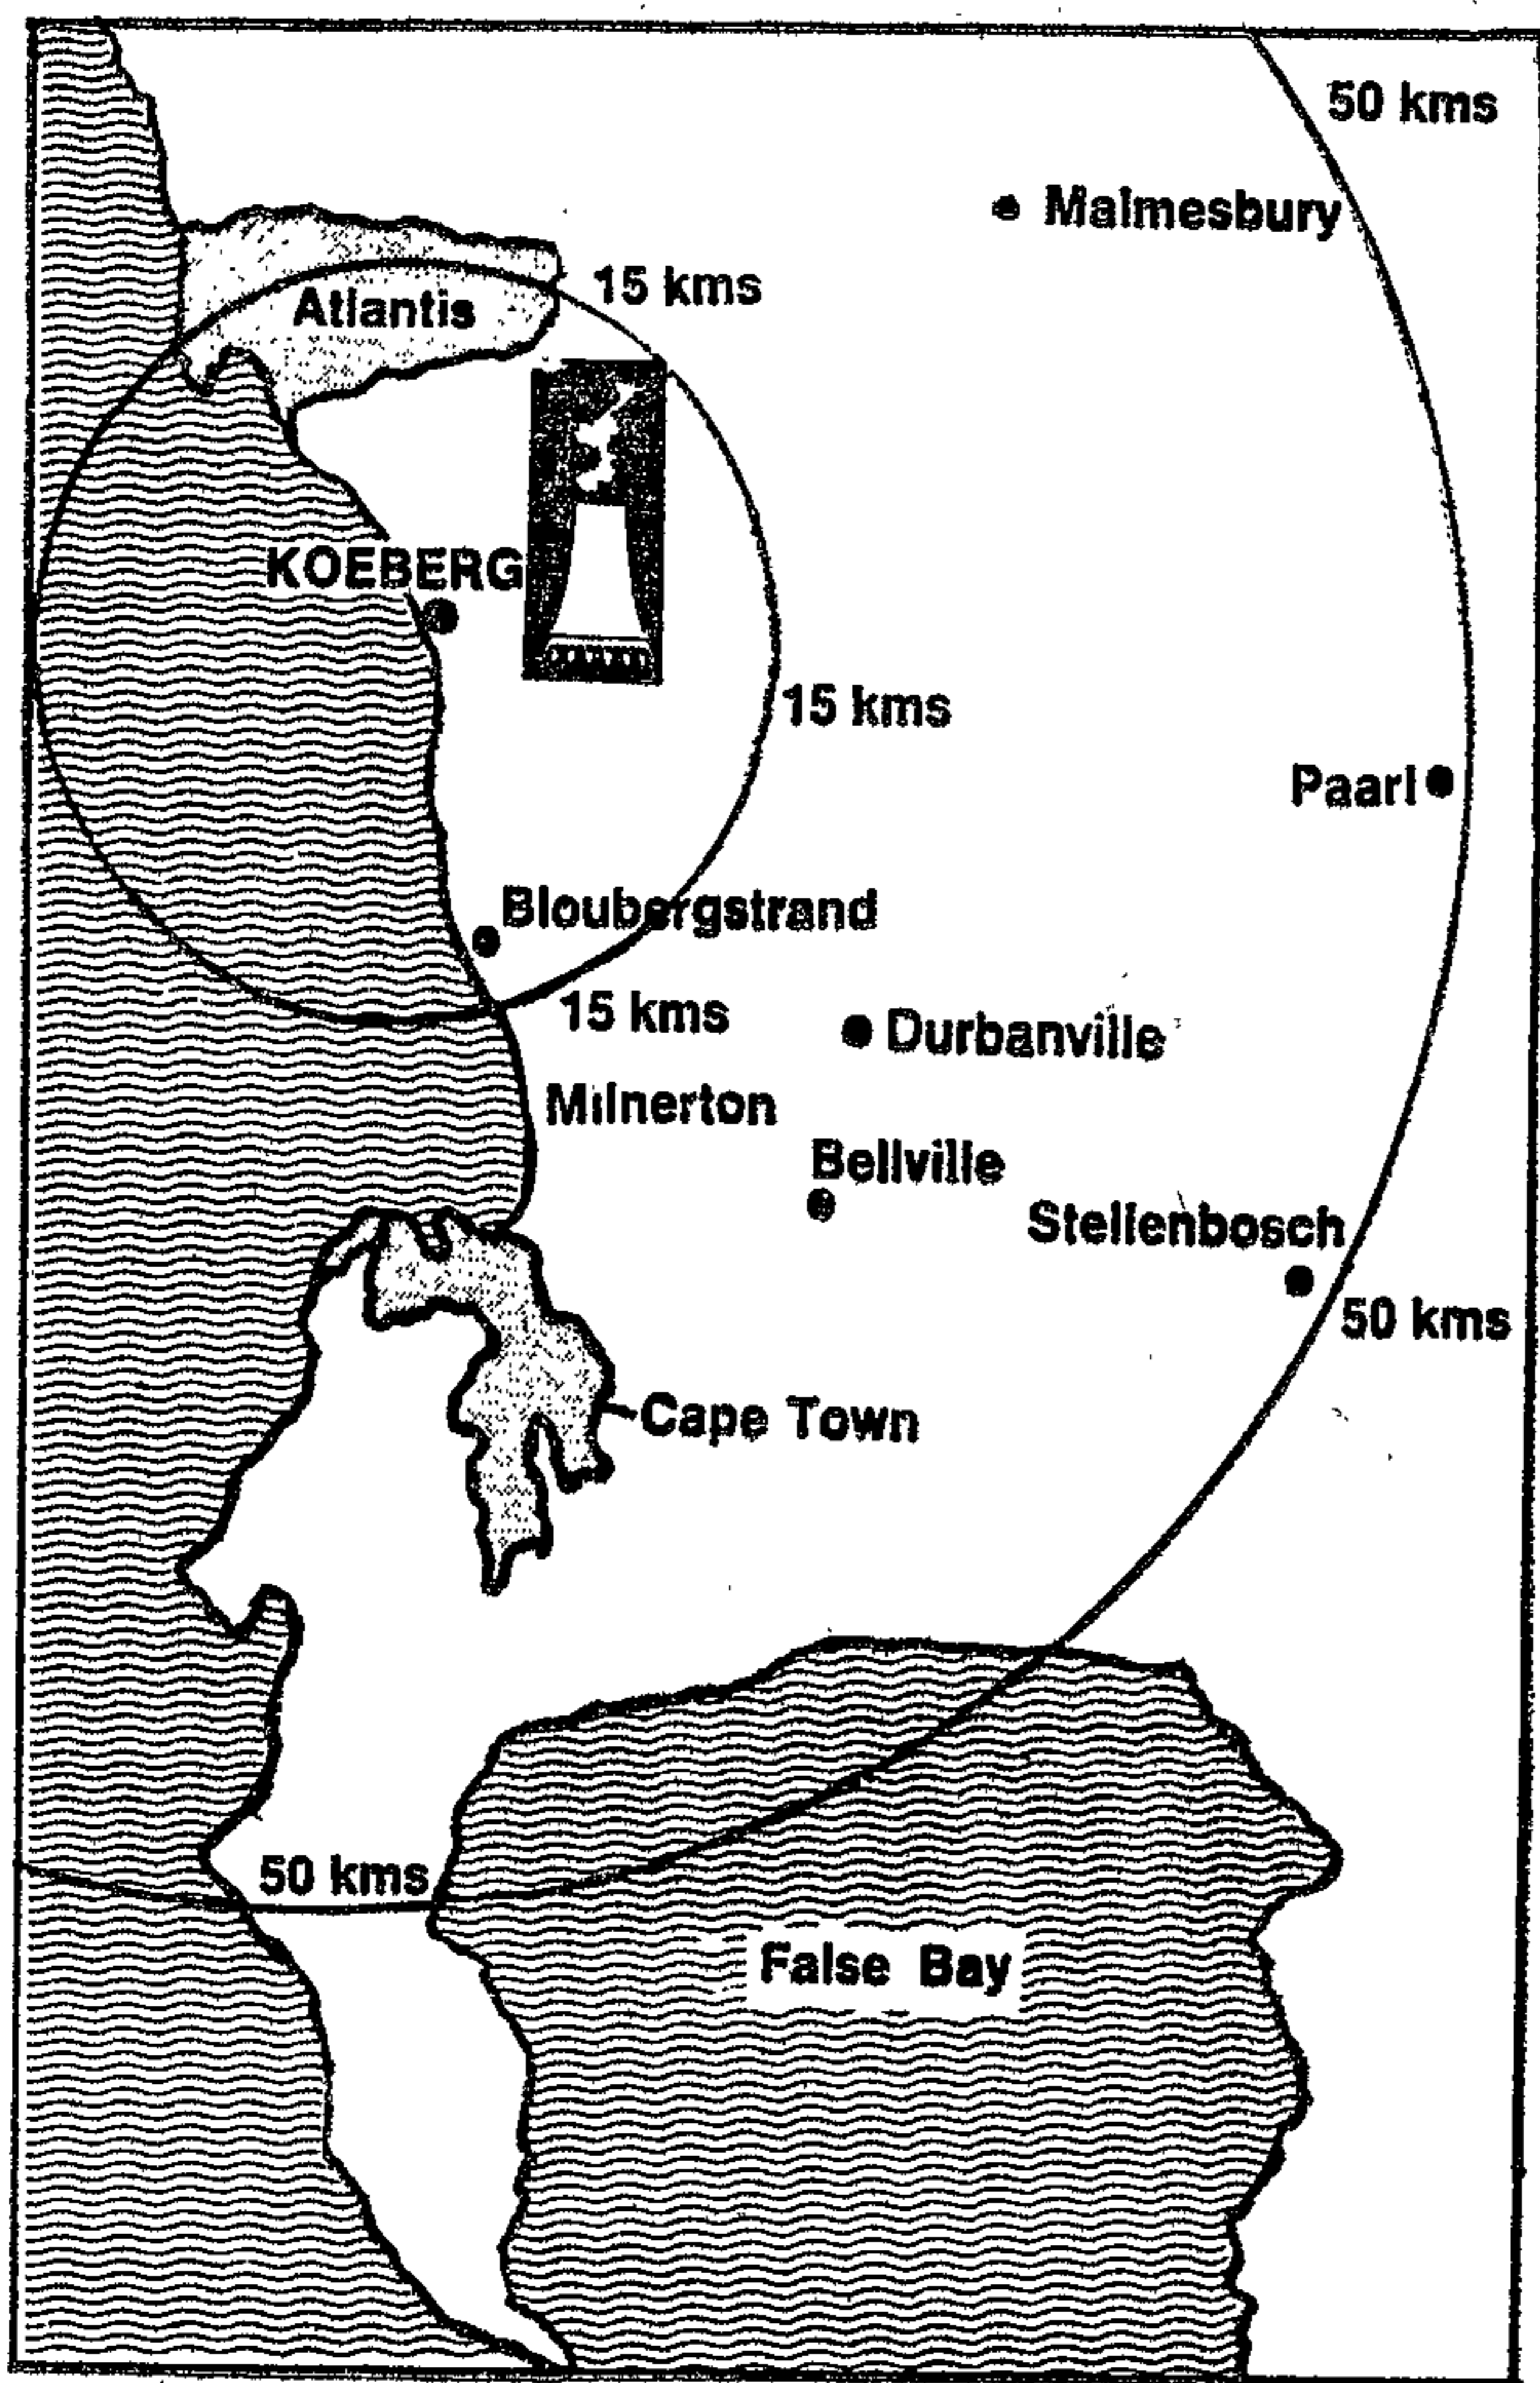 50 kms
Malmesbury
15 kms
Atlantis
KOEBERG
15 kms
Paarl
Bloubergstrand
15 kms
Durbanville
Milnerton
Bellville
Stellenbosch
50 kms
Cape Town
50 kms
False Bay